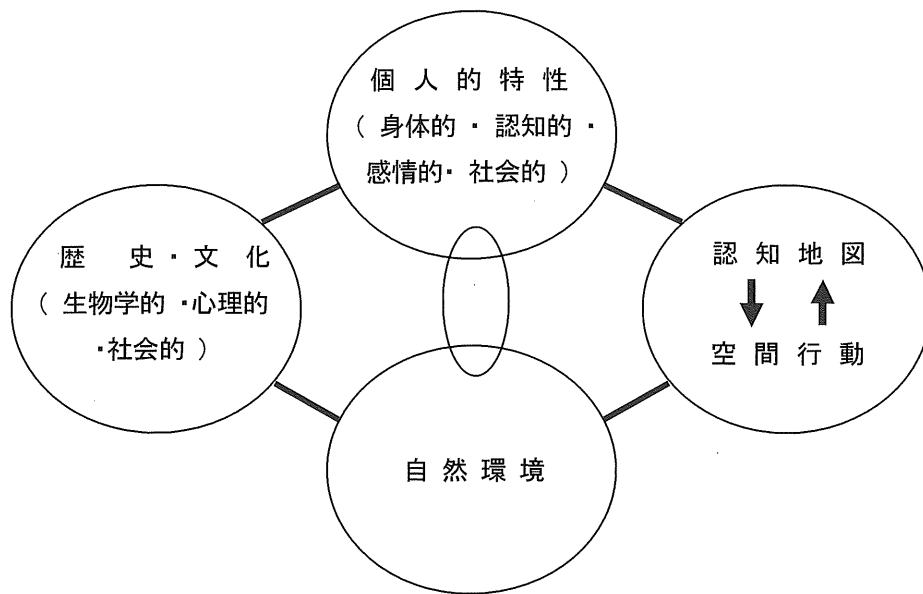 個人的特性
（身体的・認知的・
感情的・社会的）
歴史・文化
（生物学的・心理的
・社会的）
認知地図
空間行動
自然環境